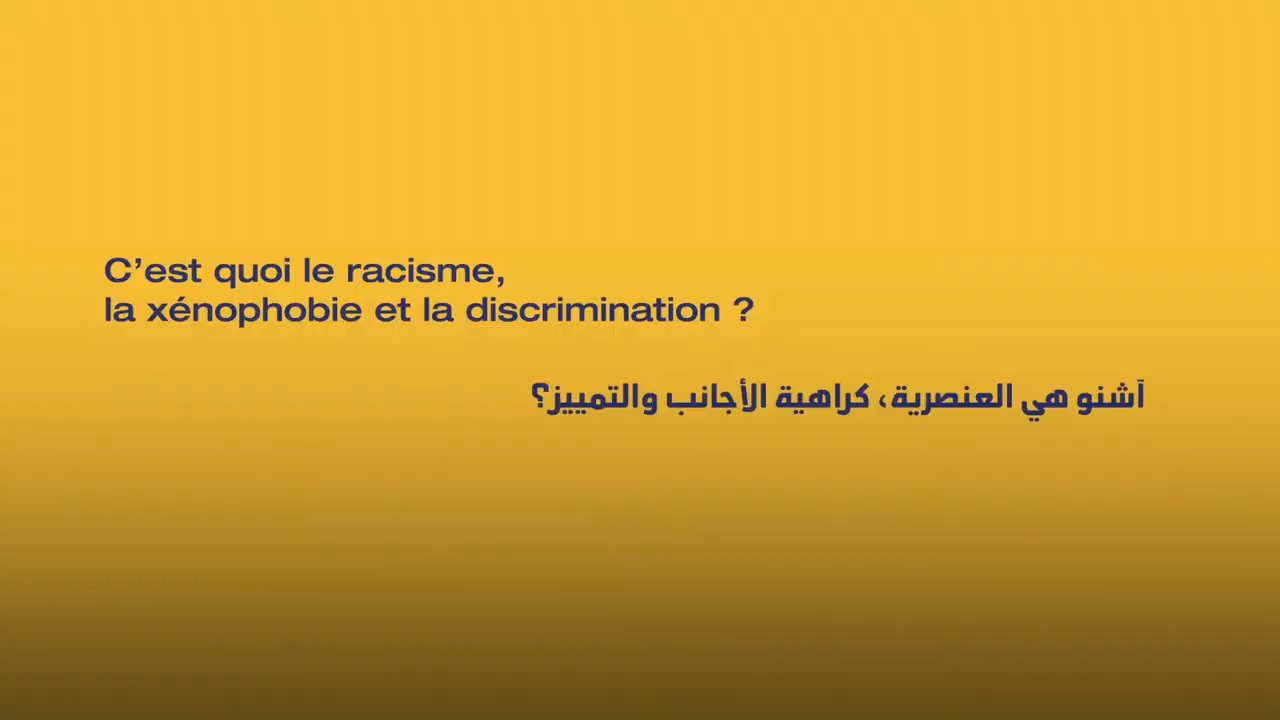 C’est quoi le racisme,
la xénophobie et la discrimination ?
آشنو هي العنصرية، كراهية الأجانب والتمييز؟